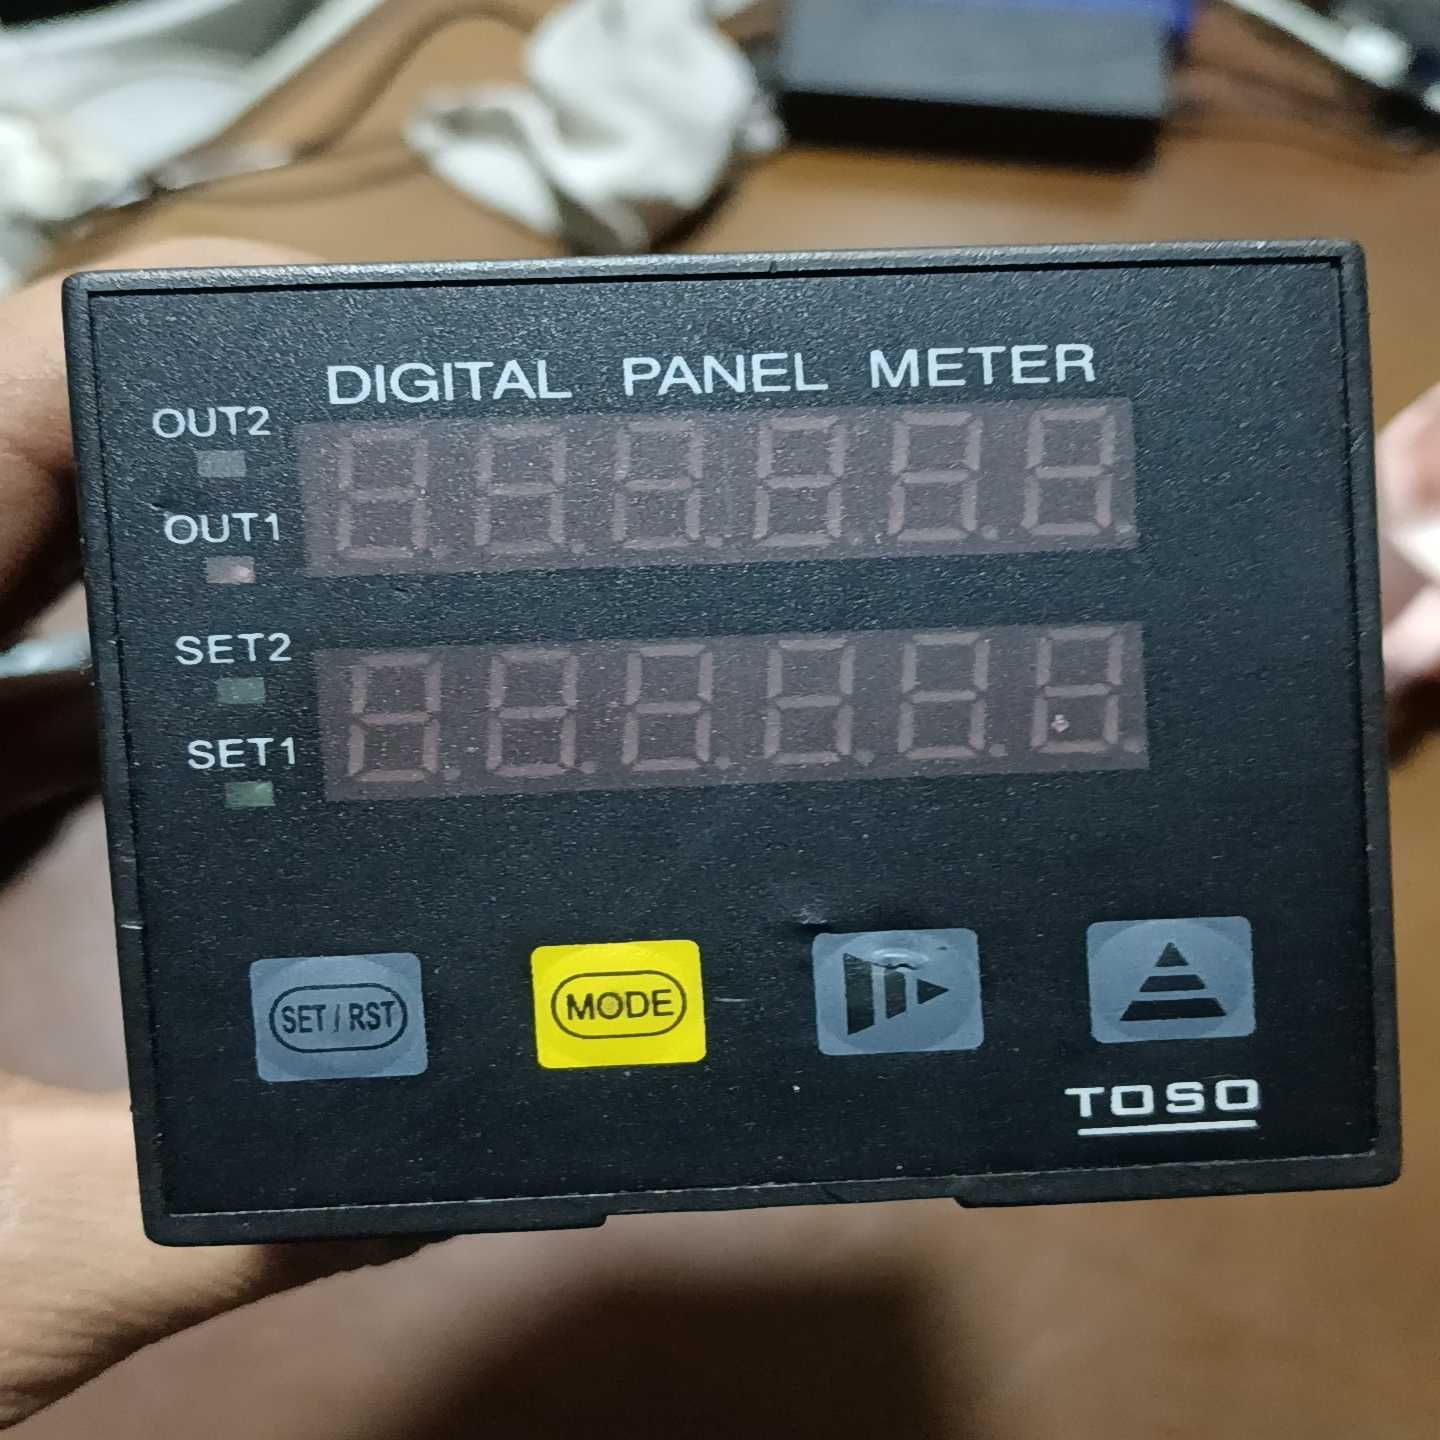 DIGITAL PANEL METER
OUT2
OUT1
SET2
SET1
SET/RST
MODE
TOSO